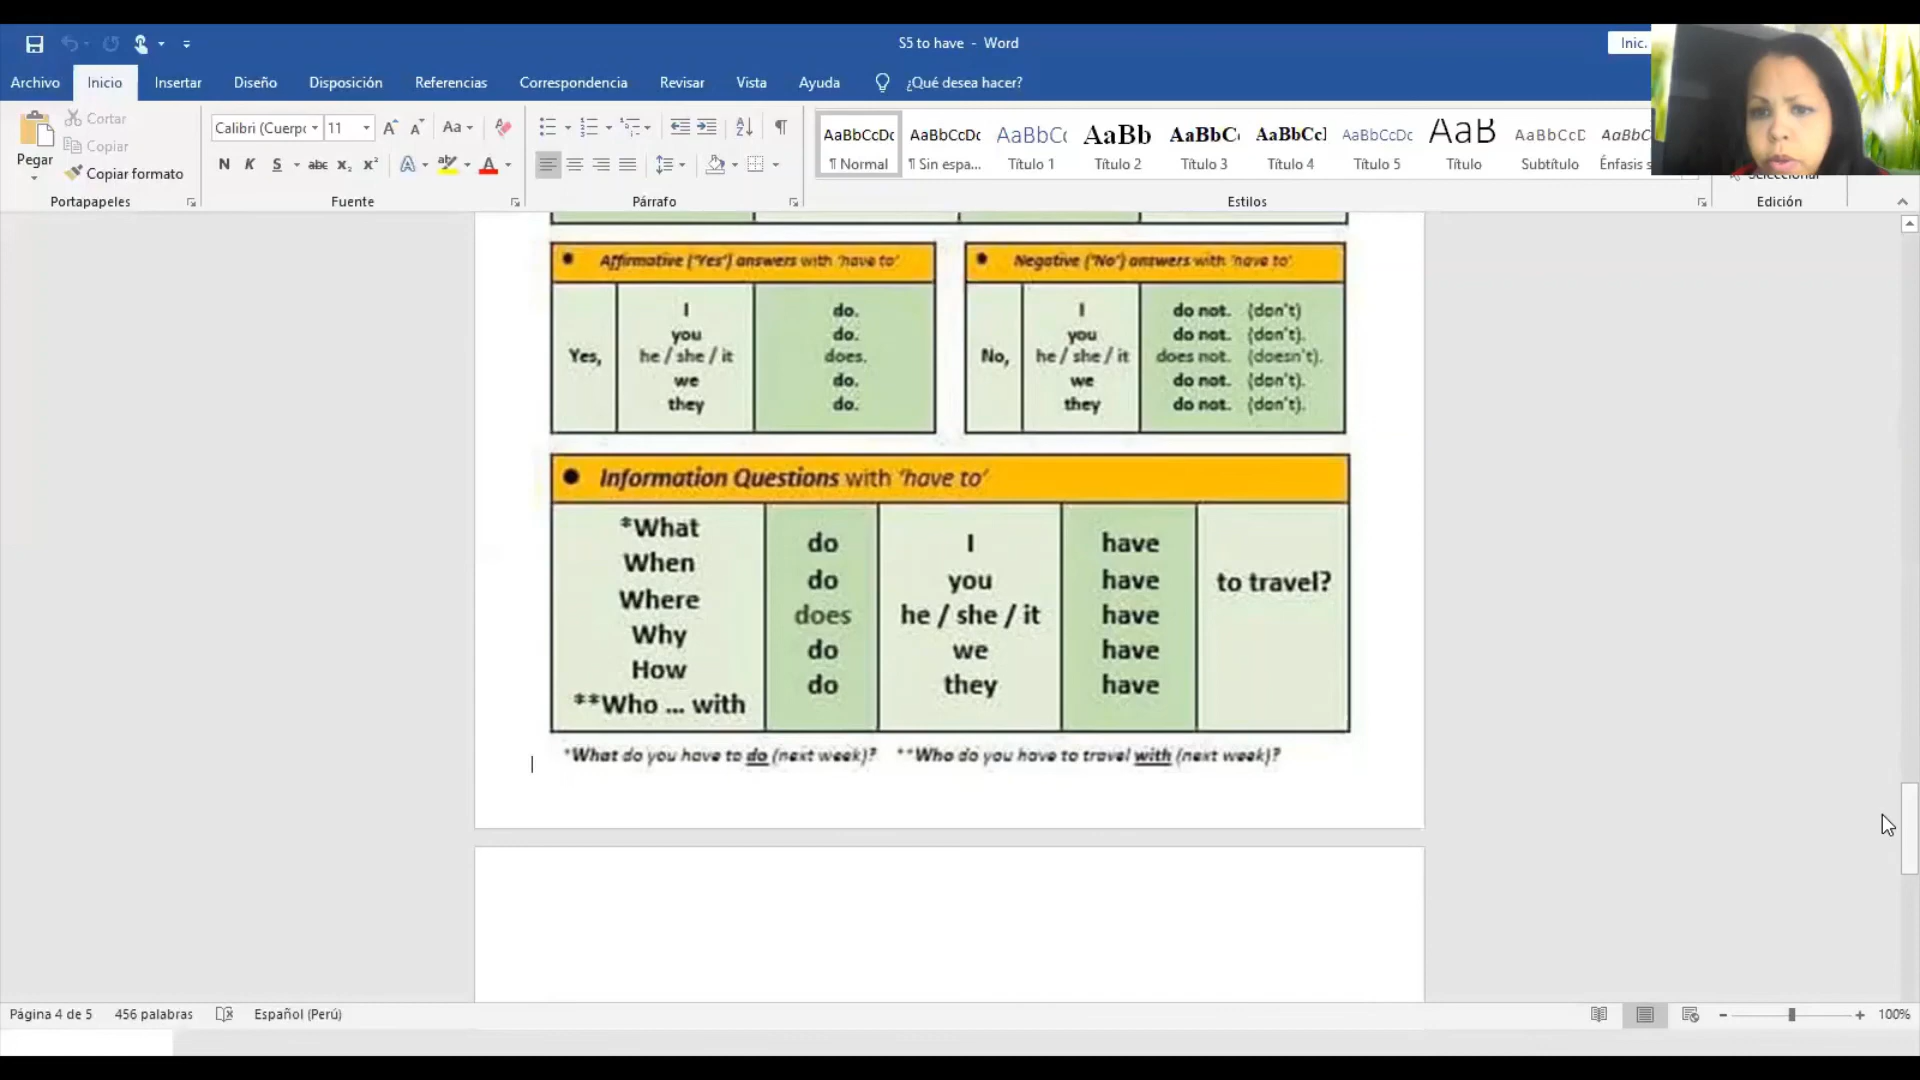 S5 to have - Word
Inic.
Archivo Inicio Insertar Diseño Disposición Referencias Correspondencia Revisar Vista Ayuda ¿Qué desea hacer?
Pegar
Cortar
Copiar
Copiar formato
Calibri (Cuerpo 11
N K S abc x₂ x²
AaBbCcDc AaBbCcDc AaBbC( AaBb AaBbC AaBbCcI AaBbCcDc AaB AaBbCcD AaBbC
¶ Normal ¶ Sin espa... Título 1 Título 2 Título 3 Título 4 Título 5 Título Subtítulo Énfasis s
Seleccionar
Portapapeles Fuente Párrafo Estilos Edición
• Affirmative ('Yes') answers with 'have to'
Yes,
I do.
you do.
he / she / it does.
we do.
they do.
• Negative ('No') answers with 'have to'
No,
I do not. (don't)
you do not. (don't).
he / she / it does not. (doesn't).
we do not. (don't).
they do not. (don't).
• Information Questions with 'have to'
*What
When
Where
Why
How
**Who ... with
do I have
do you have
does he / she / it have
do we have
do they have
to travel?
*What do you have to do (next week)? **Who do you have to travel with (next week)?
Página 4 de 5 456 palabras Español (Perú) 100%